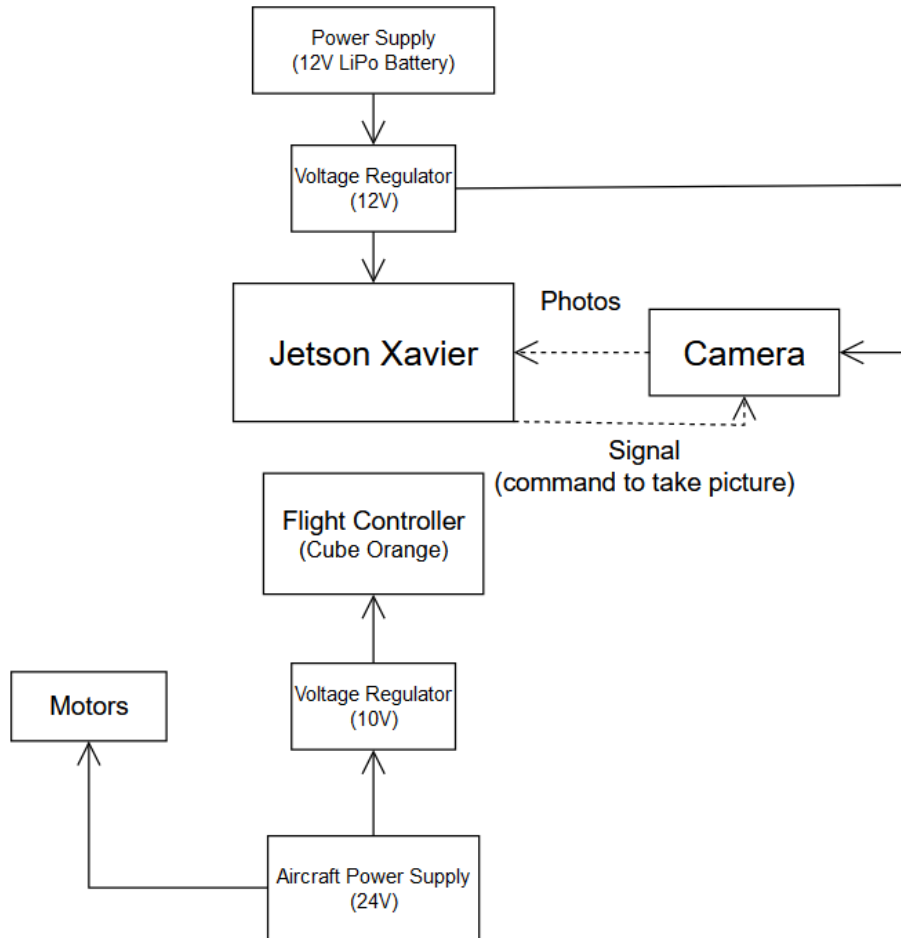 Power Supply
(12V LiPo Battery)
Voltage Regulator
(12V)
Jetson Xavier
Photos
Camera
Signal
(command to take picture)
Flight Controller
(Cube Orange)
Voltage Regulator
(10V)
Motors
Aircraft Power Supply
(24V)